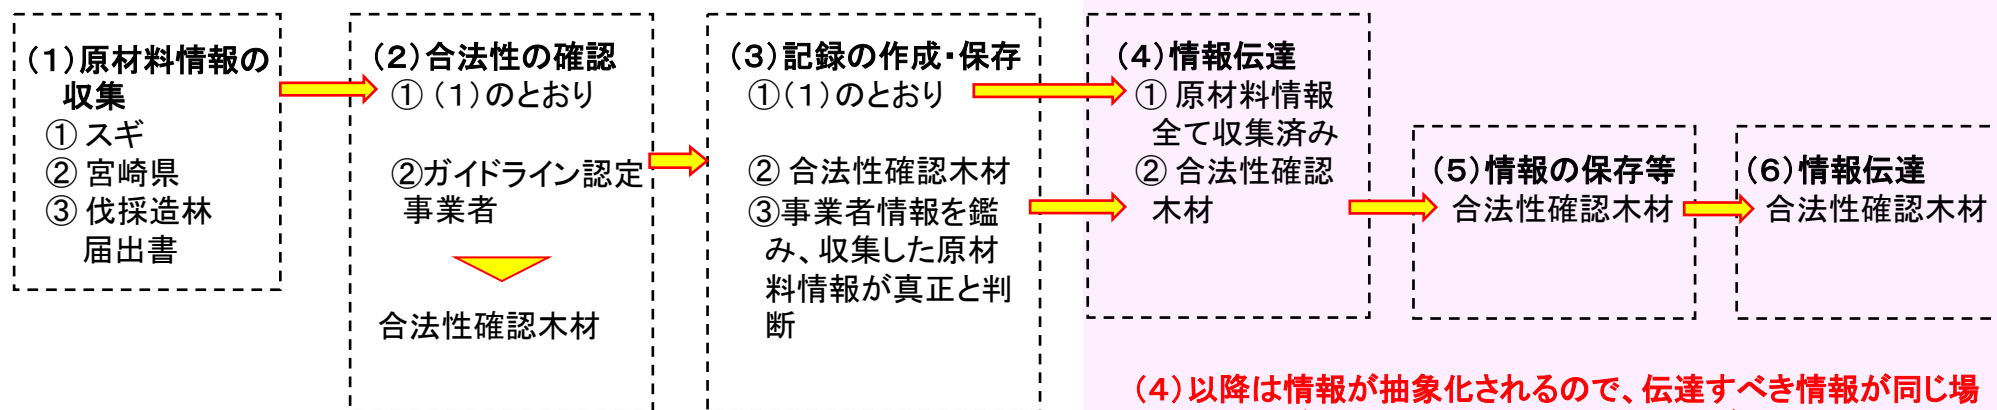 （1）原材料情報の
収集
① スギ
② 宮崎県
③ 伐採造林
届出書
（2）合法性の確認
①（1）のとおり
②ガイドライン認定
事業者
合法性確認木材
（3）記録の作成・保存
①（1）のとおり
② 合法性確認木材
③事業者情報を鑑
み、収集した原材
料情報が真正と判
断
（4）情報伝達
① 原材料情報
全て収集済み
② 合法性確認
木材
（5）情報の保存等
合法性確認木材
（6）情報伝達
合法性確認木材
（4）以降は情報が抽象化されるので、伝達すべき情報が同じ場